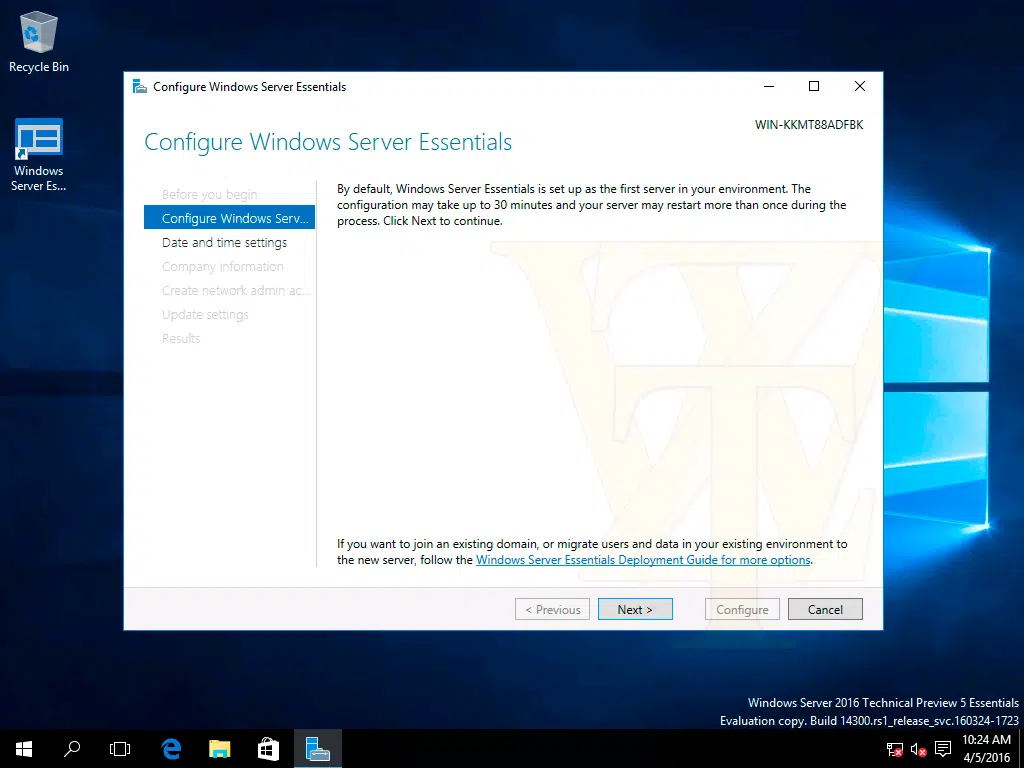 Recycle Bin
Windows
Server Es...
Configure Windows Server Essentials
WIN-KKMT88ADFBK
Configure Windows Server Essentials
Before you begin
Configure Windows Serv...
Date and time settings
Company information
Create network admin ac...
Update settings
Results
By default, Windows Server Essentials is set up as the first server in your environment. The
configuration may take up to 30 minutes and your server may restart more than once during the
process. Click Next to continue.
If you want to join an existing domain, or migrate users and data in your existing environment to
the new server, follow the Windows Server Essentials Deployment Guide for more options.
< Previous
Next >
Configure
Cancel
Windows Server 2016 Technical Preview 5 Essentials
Evaluation copy. Build 14300.rs1_release_svc.160324-1723
10:24 AM
4/5/2016